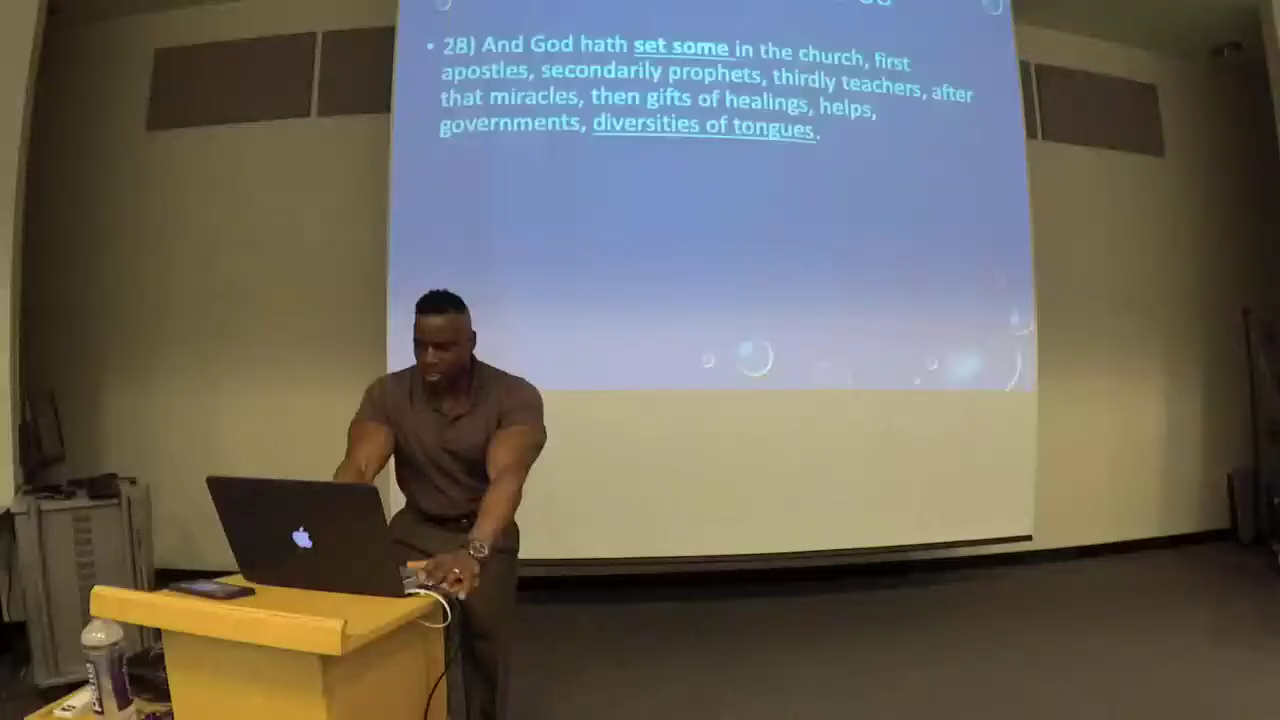 • 28) And God hath set some in the church, first
apostles, secondarily prophets, thirdly teachers, after
that miracles, then gifts of healings, helps,
governments, diversities of tongues.